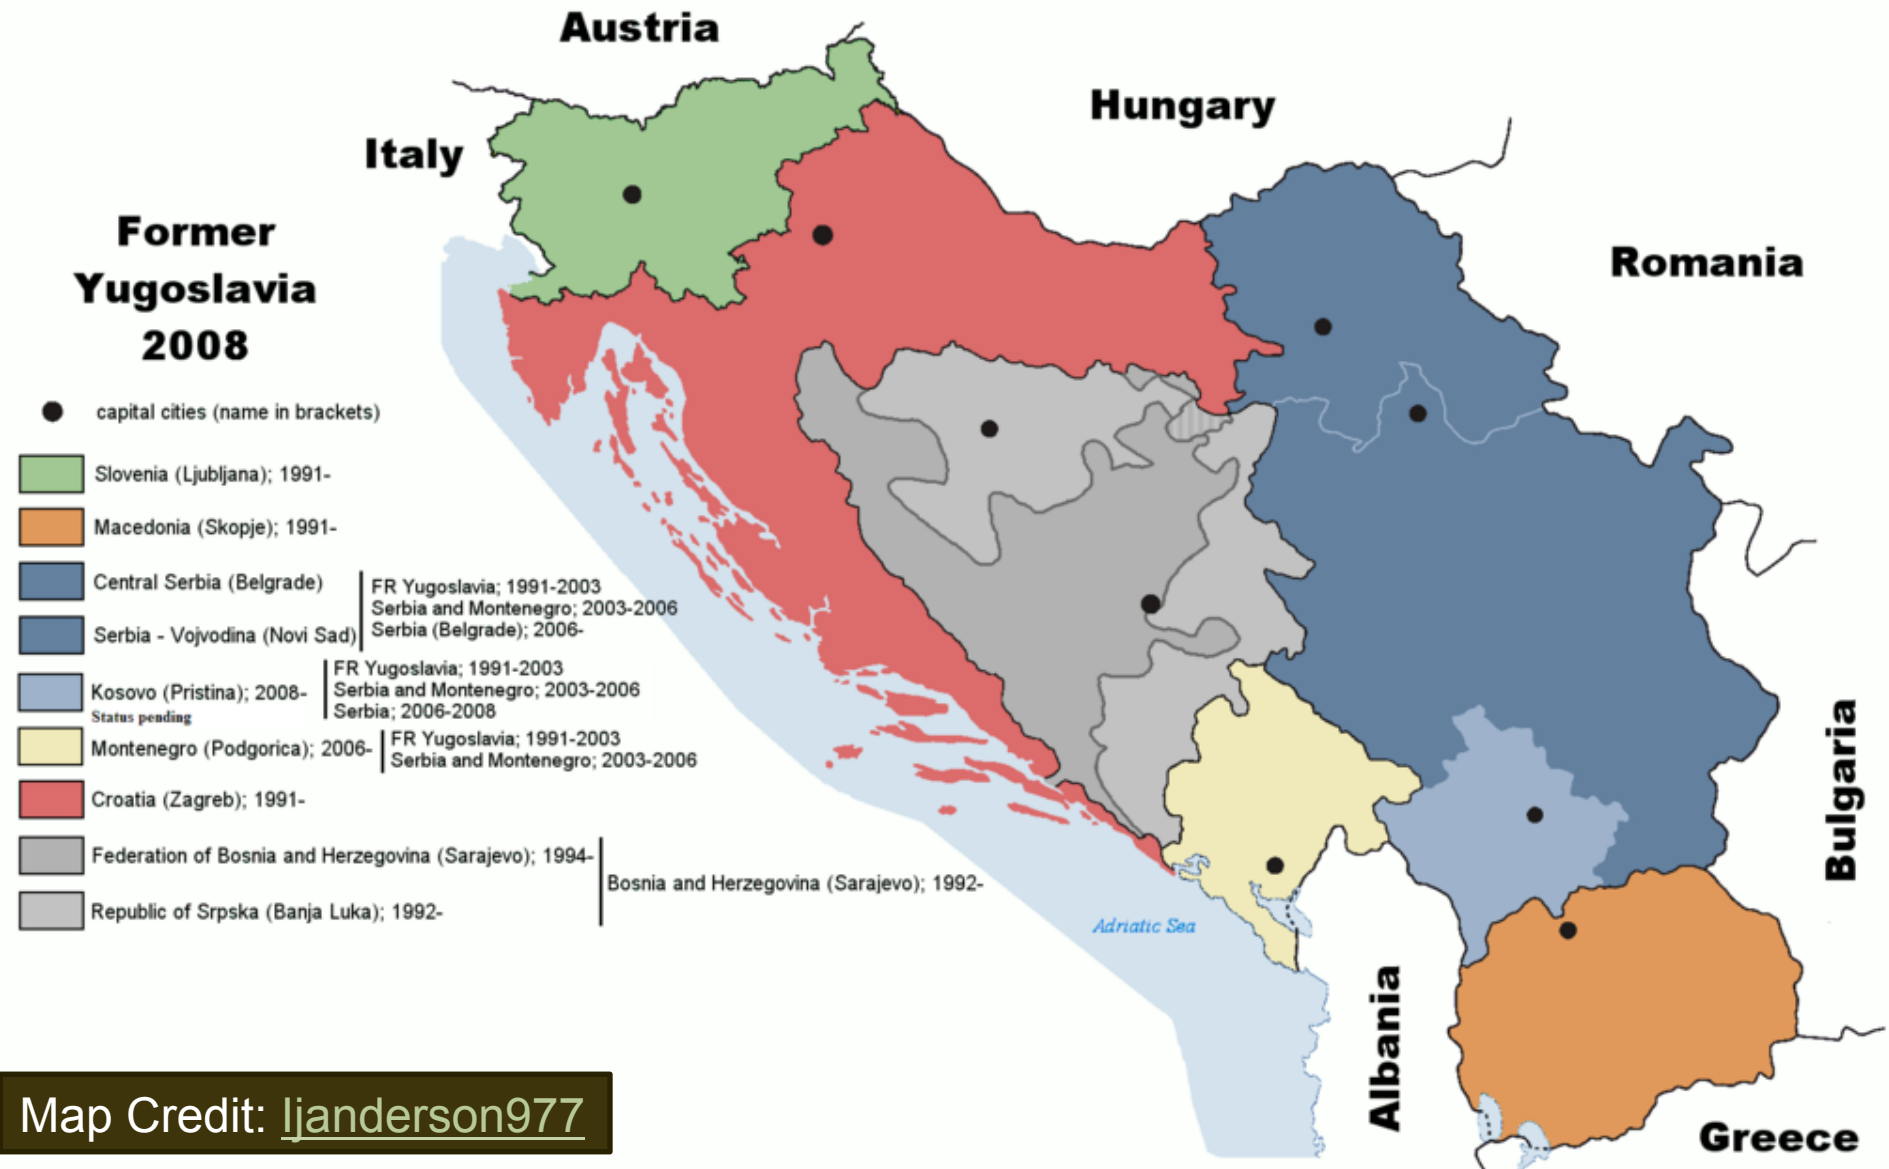 Austria
Hungary
Italy
Romania
Former
Yugoslavia
2008
capital cities (name in brackets)
Slovenia (Ljubljana); 1991-
Macedonia (Skopje); 1991-
Central Serbia (Belgrade)
Serbia - Vojvodina (Novi Sad)
FR Yugoslavia; 1991-2003
Serbia and Montenegro; 2003-2006
Serbia (Belgrade); 2006-
Kosovo (Pristina); 2008-
Status pending
FR Yugoslavia; 1991-2003
Serbia and Montenegro; 2003-2006
Serbia; 2006-2008
Montenegro (Podgorica); 2006-
FR Yugoslavia; 1991-2003
Serbia and Montenegro; 2003-2006
Croatia (Zagreb); 1991-
Federation of Bosnia and Herzegovina (Sarajevo); 1994-
Republic of Srpska (Banja Luka); 1992-
Bosnia and Herzegovina (Sarajevo); 1992-
Adriatic Sea
Bulgaria
Albania
Greece
Map Credit: Ijanderson977